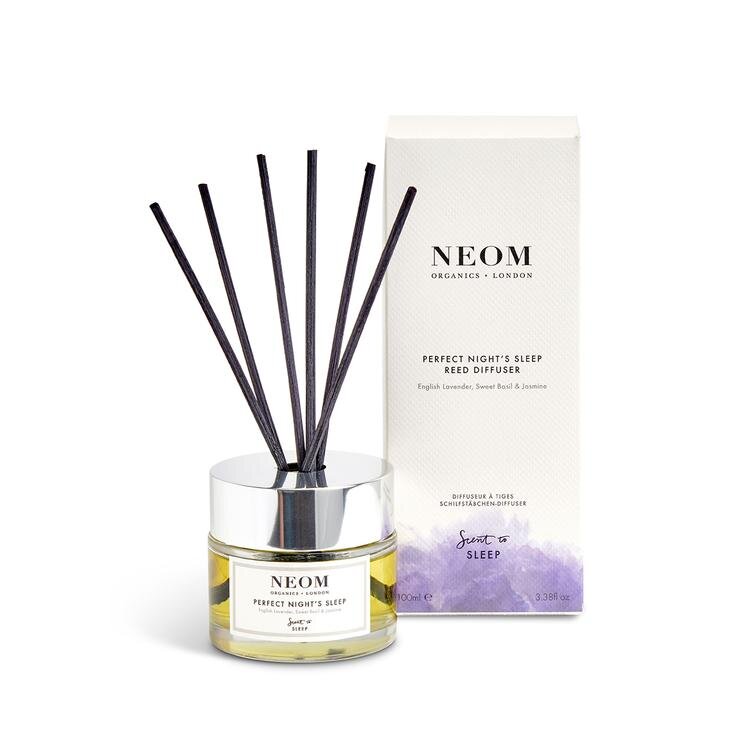 NEOM
ORGANICS • LONDON
PERFECT NIGHT'S SLEEP
REED DIFFUSER
English Lavender, Sweet Basil & Jasmine
DIFFUSEUR À TIGES
SCHILFSTÄBCHEN-DIFFUSER
Scent to
SLEEP
100ml ℮
3.38fl oz
NEOM
ORGANICS • LONDON
PERFECT NIGHT'S SLEEP
English Lavender, Sweet Basil & Jasmine
Scent to
SLEEP